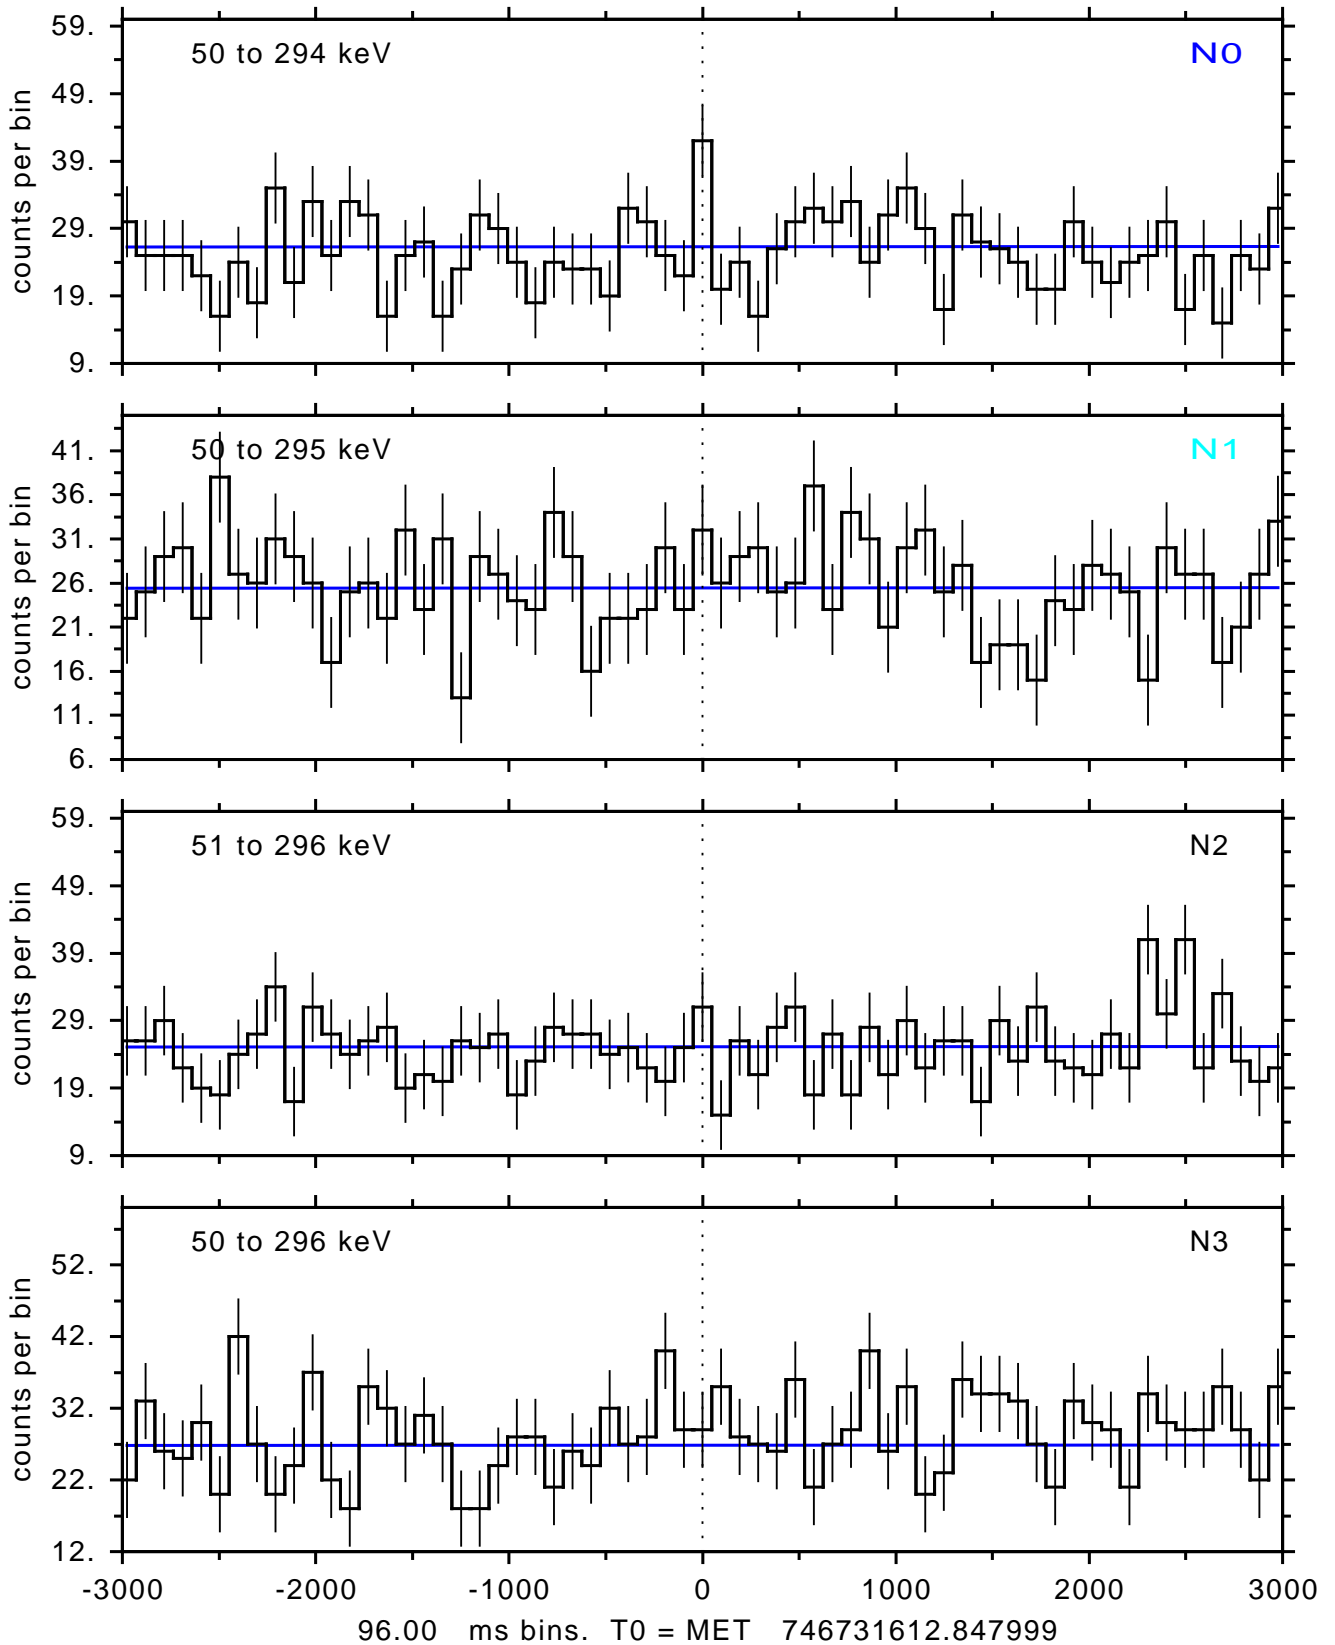 59.
49.
39.
29.
19.
9.
counts per bin
50 to 294 keV
N0
41.
36.
31.
26.
21.
16.
11.
6.
counts per bin
50 to 295 keV
N1
59.
49.
39.
29.
19.
9.
counts per bin
51 to 296 keV
N2
52.
42.
32.
22.
12.
counts per bin
50 to 296 keV
N3
-3000 -2000 -1000 0 1000 2000 3000
96.00 ms bins. T0 = MET 746731612.847999